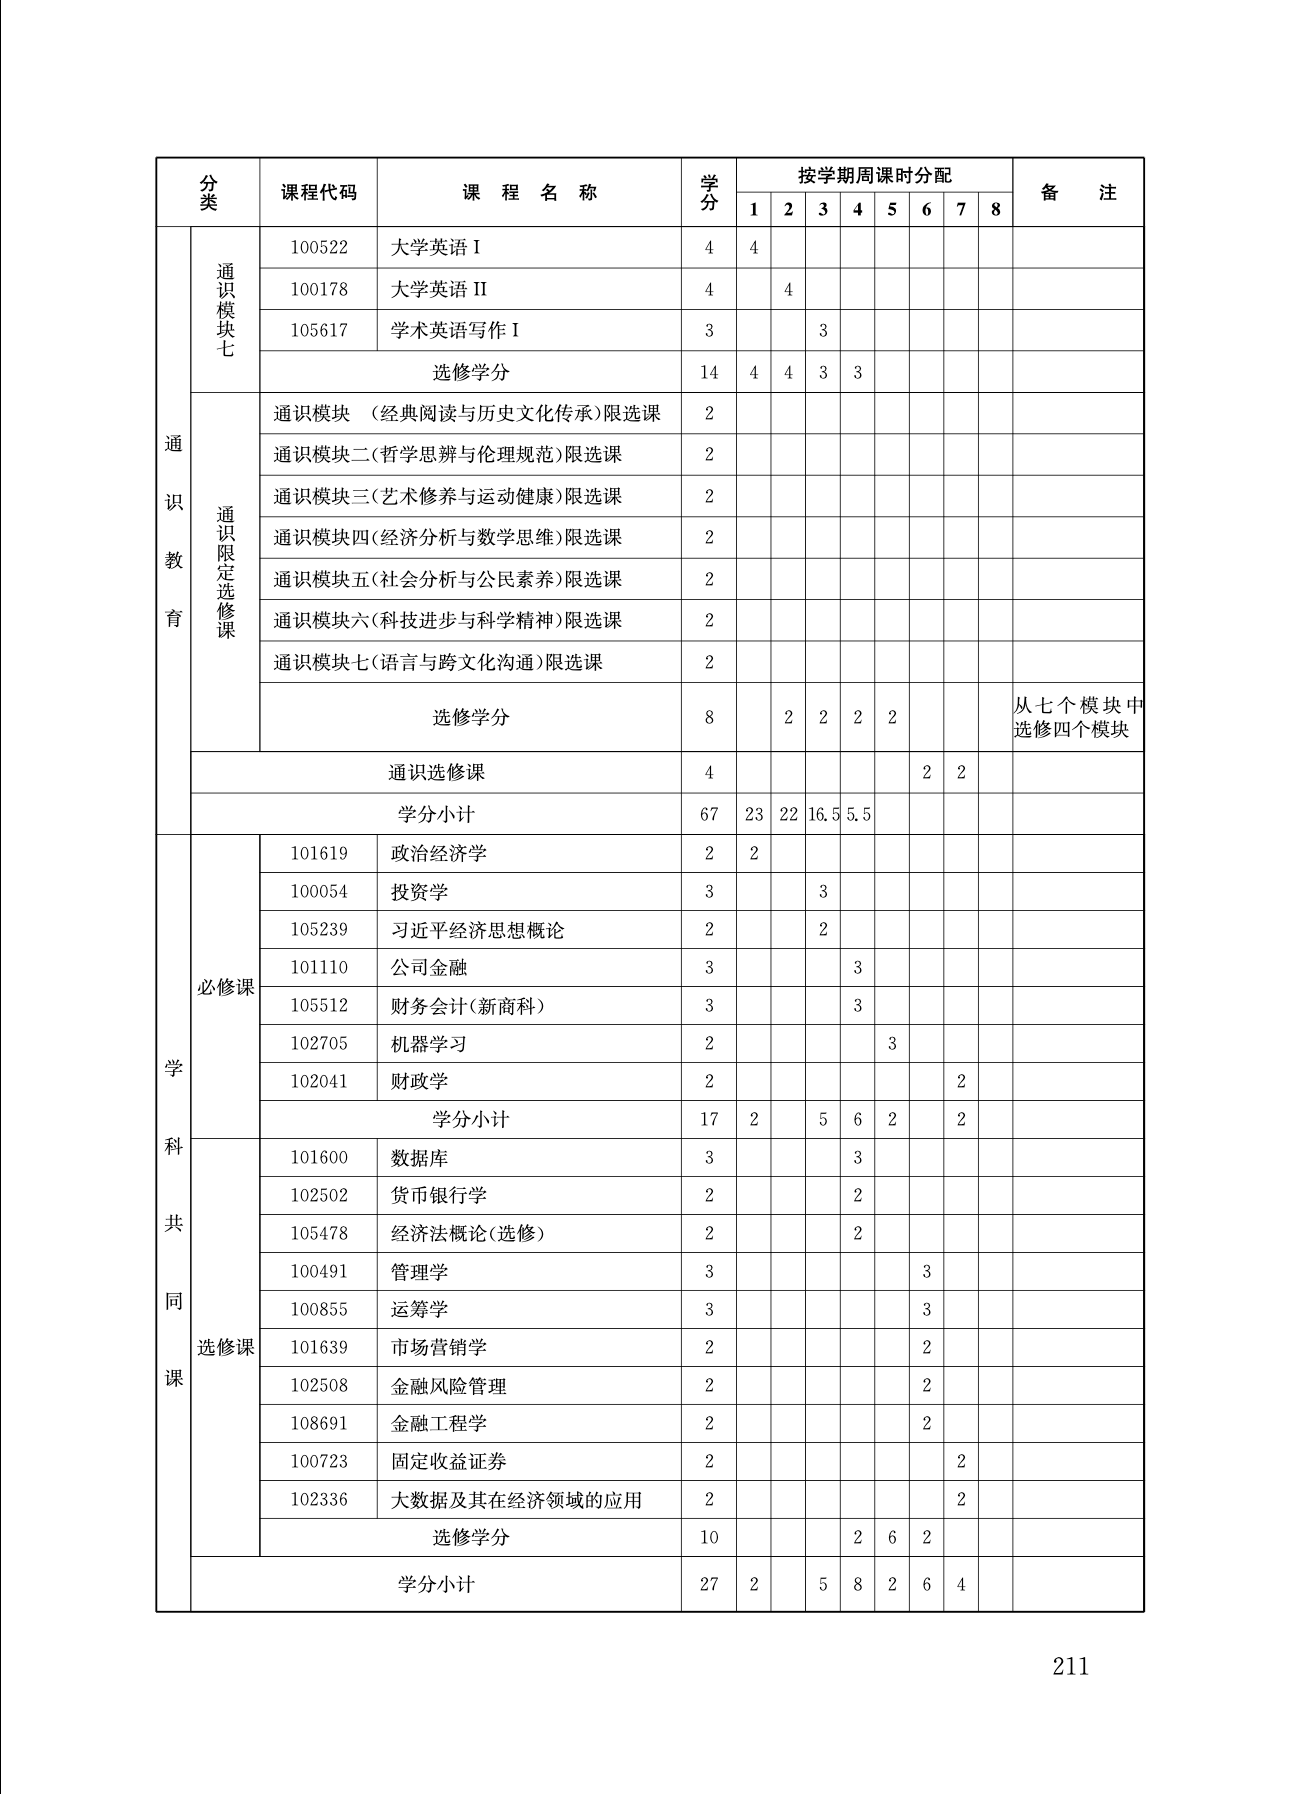 分类 课程代码 课 程 名 称 学分 按学期周课时分配 备 注
1 2 3 4 5 6 7 8
通识教育
通识模块七
100522 大学英语Ⅰ 4 4
100178 大学英语Ⅱ 4 4
105617 学术英语写作Ⅰ 3 3
选修学分 14 4 4 3 3
通识限定选修课
通识模块 (经典阅读与历史文化传承)限选课 2
通识模块二(哲学思辨与伦理规范)限选课 2
通识模块三(艺术修养与运动健康)限选课 2
通识模块四(经济分析与数学思维)限选课 2
通识模块五(社会分析与公民素养)限选课 2
通识模块六(科技进步与科学精神)限选课 2
通识模块七(语言与跨文化沟通)限选课 2
选修学分 8 2 2 2 2 从七个模块中
选修四个模块
通识选修课 4 2 2
学分小计 67 23 22 16.5 5.5
学科共同课
必修课
101619 政治经济学 2 2
100054 投资学 3 3
105239 习近平经济思想概论 2 2
101110 公司金融 3 3
105512 财务会计(新商科) 3 3
102705 机器学习 2 3
102041 财政学 2 2
学分小计 17 2 5 6 2 2
选修课
101600 数据库 3 3
102502 货币银行学 2 2
105478 经济法概论(选修) 2 2
100491 管理学 3 3
100855 运筹学 3 3
101639 市场营销学 2 2
102508 金融风险管理 2 2
108691 金融工程学 2 2
100723 固定收益证券 2 2
102336 大数据及其在经济领域的应用 2 2
选修学分 10 2 6 2
学分小计 27 2 5 8 2 6 4
211